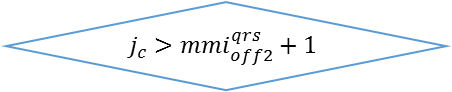 $j_c > mmi_{off2}^{qrs} + 1$